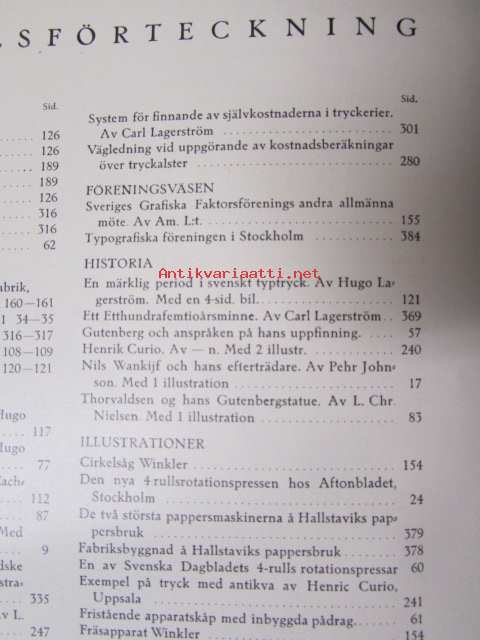 LSFÖRTECKNING
Sid.
126
126
189
189
126
316
316
62
abrik,
160—161
1 34—35
316—317
108—109
120—121
Hugo
117
Hugo
77
Zach-
112
87
Med
9
dske
stra-
335
v L.
247
Sid.
System för finnande av självkostnaderna i tryckerier.
Av Carl Lagerström 301
Vägledning vid uppgörande av kostnadsberäkningar
över tryckalster 280
FÖRENINGSVÄSEN
Sveriges Grafiska Faktorsförenings andra allmänna
möte. Av Am. L:t. 155
Typografiska föreningen i Stockholm 384
HISTORIA
En märklig period i svenskt typtryck. Av Hugo La-
gerström. Med en 4-sid. bil. 121
Ett Etthundrafemtioårsminne. Av Carl Lagerström 369
Gutenberg och anspråken på hans uppfinning. 57
Henrik Curio. Av — n. Med 2 illustr. 240
Nils Wankijf och hans efterträdare. Av Pehr John-
son. Med 1 illustration 17
Thorvaldsen og hans Gutenbergstatue. Av L. Chr.
Nielsen. Med 1 illustration 83
ILLUSTRATIONER
Cirkelsåg Winkler 154
Den nya 4-rullsrotationspressen hos Aftonbladet,
Stockholm 24
De två största pappersmaskinerna å Hallstaviks pap-
persbruk 379
Fabriksbyggnad å Hallstaviks pappersbruk 378
En av Svenska Dagbladets 4-rulls rotationspressar 60
Exempel på tryck med antikva av Henric Curio,
Uppsala 241
Fristående apparatskåp med inbyggda pådrag. 61
Fräsapparat Winkler 154
Antikvariaatti.net